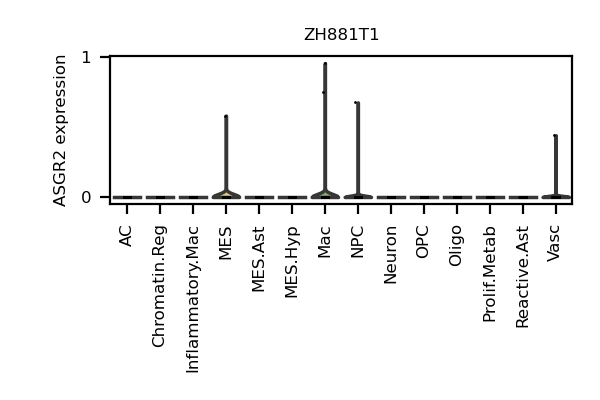 ZH881T1
ASGR2 expression
1
0
AC
Chromatin.Reg
Inflammatory.Mac
MES
MES.Ast
MES.Hyp
Mac
NPC
Neuron
OPC
Oligo
Prolif.Metab
Reactive.Ast
Vasc